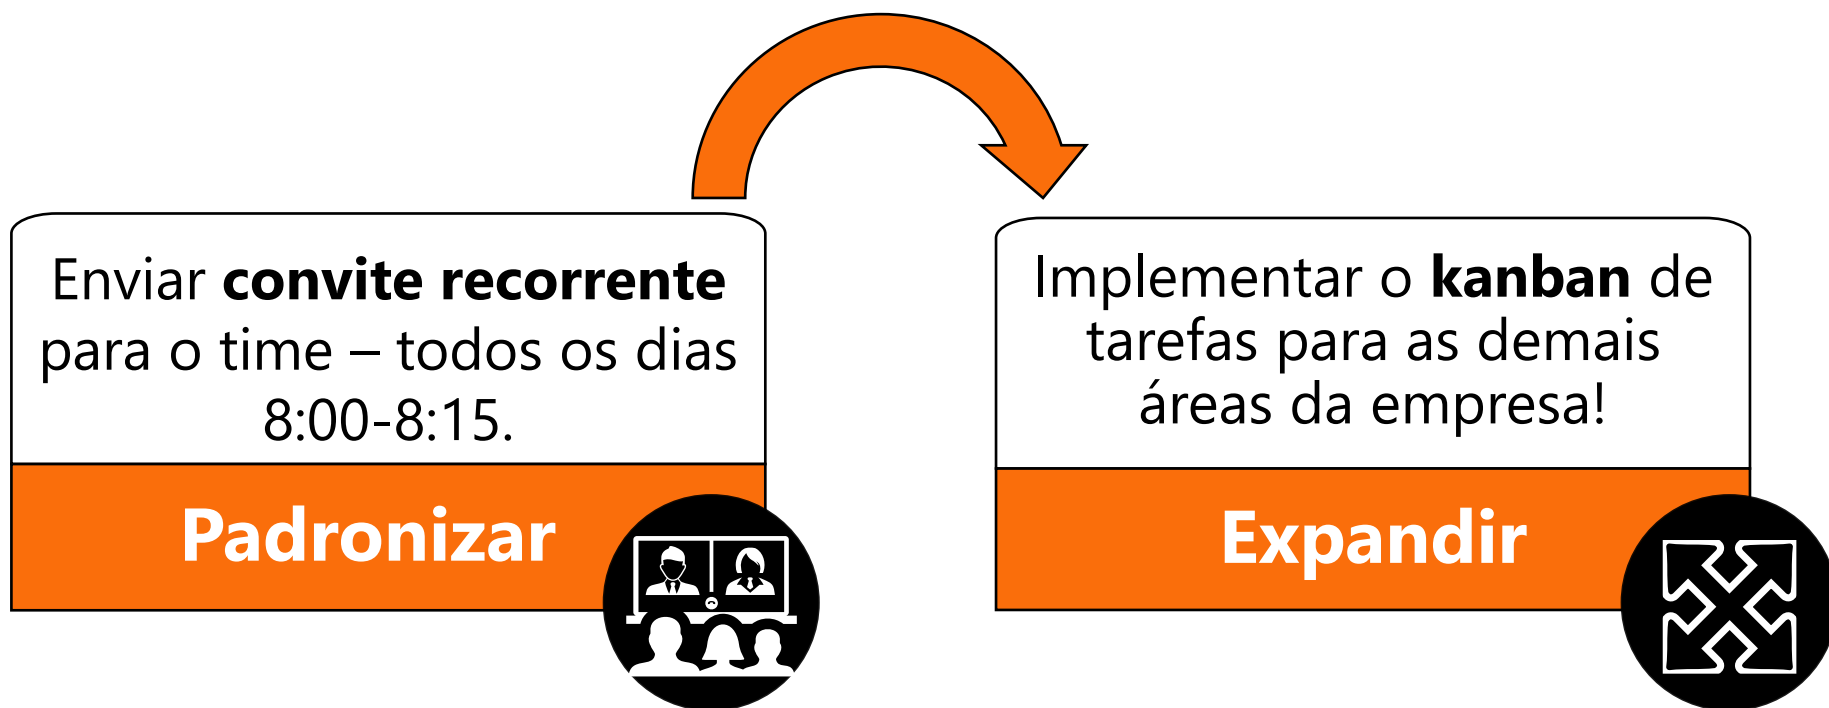 Enviar convite recorrente
para o time – todos os dias
8:00-8:15.
Padronizar
Implementar o kanban de
tarefas para as demais
áreas da empresa!
Expandir